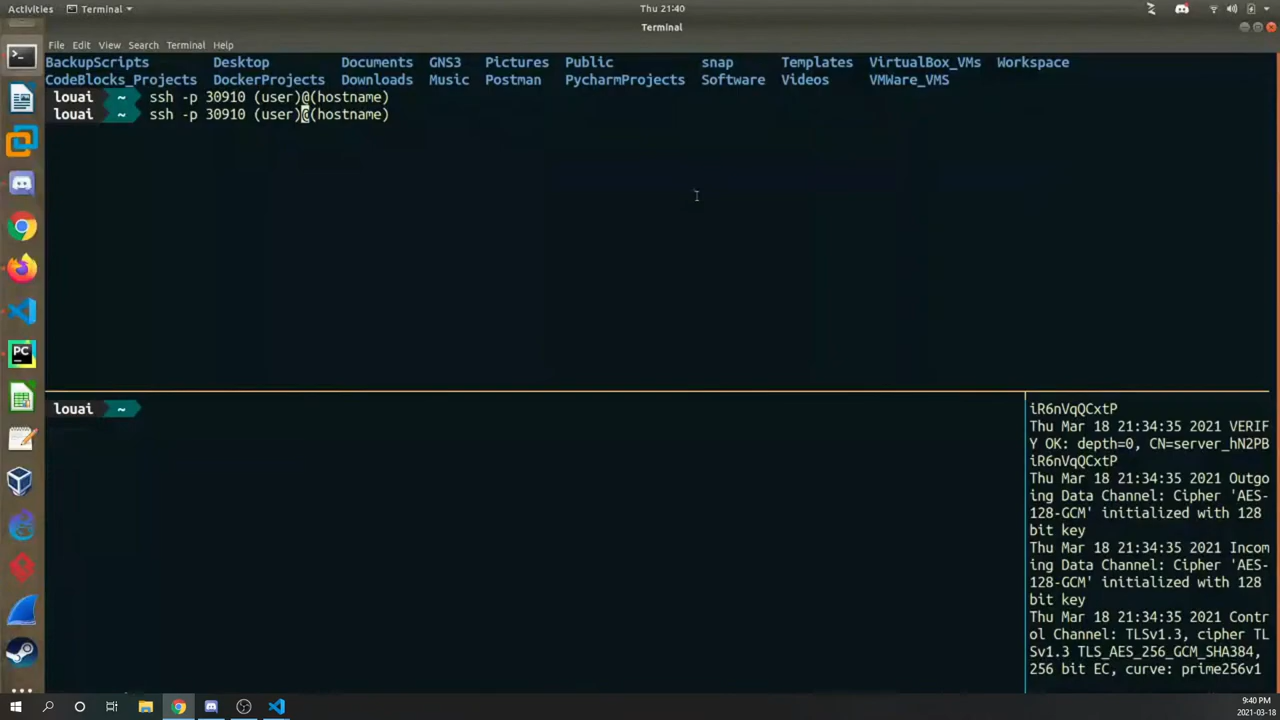 Activities Terminal Thu 21:40
Terminal
File Edit View Search Terminal Help
BackupScripts Desktop Documents GNS3 Pictures Public snap Templates VirtualBox_VMs Workspace
CodeBlocks_Projects DockerProjects Downloads Music Postman PycharmProjects Software Videos VMWare_VMS
louai ~ ssh -p 30910 (user)@(hostname)
louai ~ ssh -p 30910 (user)@(hostname)
louai ~
iR6nVqQCxtP
Thu Mar 18 21:34:35 2021 VERIF
Y OK: depth=0, CN=server_hN2PB
iR6nVqQCxtP
Thu Mar 18 21:34:35 2021 Outgo
ing Data Channel: Cipher 'AES-
128-GCM' initialized with 128
bit key
Thu Mar 18 21:34:35 2021 Incom
ing Data Channel: Cipher 'AES-
128-GCM' initialized with 128
bit key
Thu Mar 18 21:34:35 2021 Contr
ol Channel: TLSv1.3, cipher TL
Sv1.3 TLS_AES_256_GCM_SHA384,
256 bit EC, curve: prime256v1
PC
9:40 PM
2021-03-18